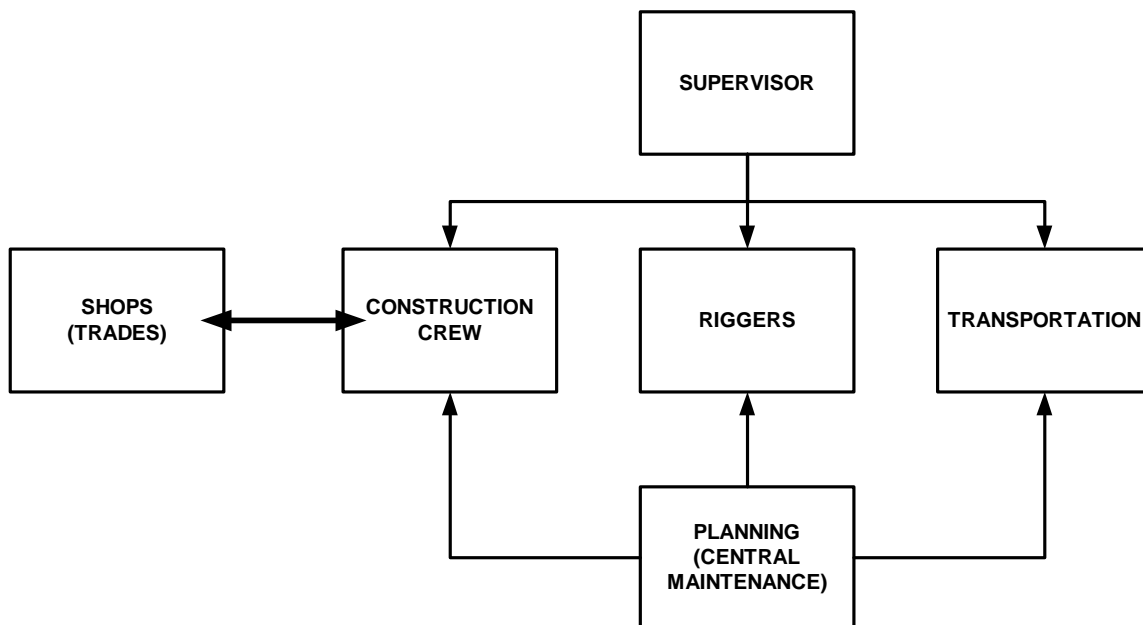 SUPERVISOR
SHOPS
(TRADES)
CONSTRUCTION
CREW
RIGGERS
TRANSPORTATION
PLANNING
(CENTRAL
MAINTENANCE)